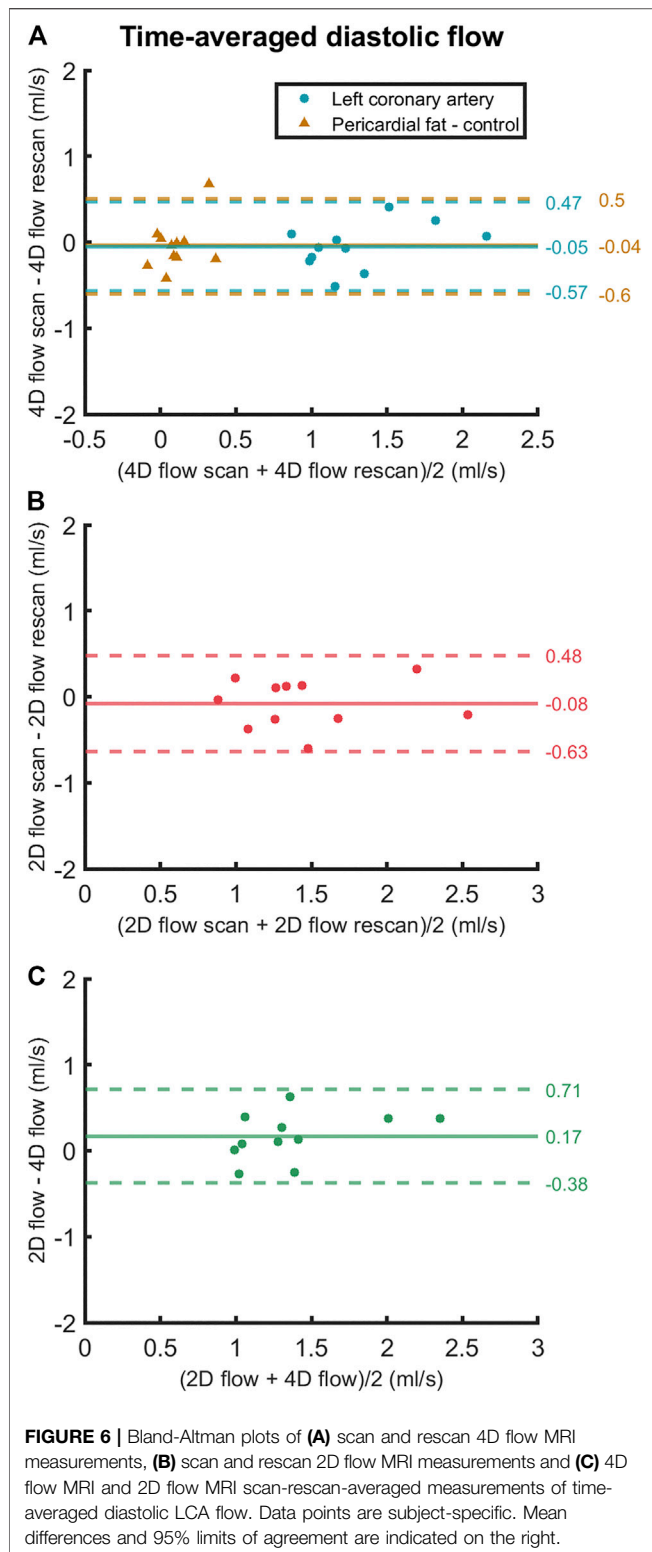 A
Time-averaged diastolic flow
4D flow scan - 4D flow rescan (ml/s)
2
1
0
-1
-2
Left coronary artery
Pericardial fat - control
0.47
0.5
-0.05
-0.04
-0.57
-0.6
-0.5
0
0.5
1
1.5
2
2.5
(4D flow scan + 4D flow rescan)/2 (ml/s)
B
2D flow scan - 2D flow rescan (ml/s)
2
1
0
-1
-2
0.48
-0.08
-0.63
0
0.5
1
1.5
2
2.5
3
(2D flow scan + 2D flow rescan)/2 (ml/s)
C
2D flow - 4D flow (ml/s)
2
1
0
-1
-2
0.71
0.17
-0.38
0
0.5
1
1.5
2
2.5
3
(2D flow + 4D flow)/2 (ml/s)
FIGURE 6 | Bland-Altman plots of (A) scan and rescan 4D flow MRI
measurements, (B) scan and rescan 2D flow MRI measurements and (C) 4D
flow MRI and 2D flow MRI scan-rescan-averaged measurements of time-
averaged diastolic LCA flow. Data points are subject-specific. Mean
differences and 95% limits of agreement are indicated on the right.